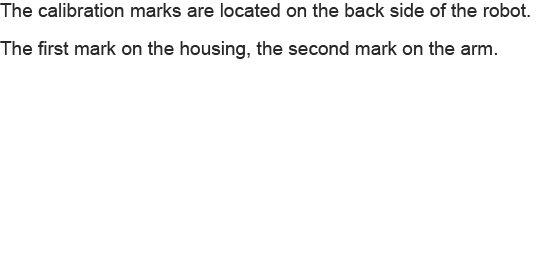 The calibration marks are located on the back side of the robot.
The first mark on the housing, the second mark on the arm.